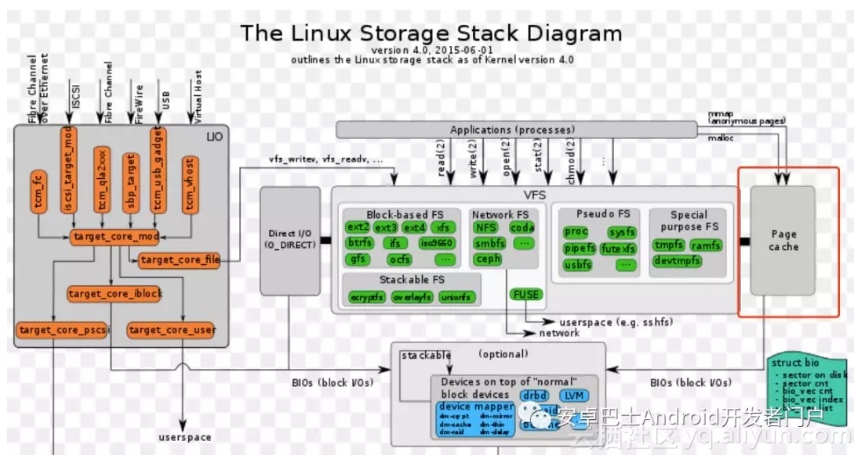 The Linux Storage Stack Diagram
version 4.0, 2015-06-01
outlines the Linux storage stack as of Kernel version 4.0
Fibre Channel
over Ethernet
ISCSI
Fibre Channel
FireWire
USB
Virtual Host
LIO
tcm_fc
iscsi_target_mod
tcm_qla2xxx
sbp_target
tcm_usb_gadget
tcm_vhost
target_core_mod
target_core_file
target_core_iblock
target_core_pscsi
target_core_user
userspace
vfs_writev, vfs_readv, ...
Applications (processes)
read(2)
write(2)
open(2)
stat(2)
chmod(2)
...
mmap
(anonymous pages)
malloc
Direct I/O
(O_DIRECT)
VFS
Block-based FS
ext2 ext3 ext4 xfs
btrfs ifs iso9660
gfs ocfs ...
Stackable FS
ecryptfs overlayfs unionfs
Network FS
NFS coda
smbfs ...
ceph
FUSE
Pseudo FS
proc sysfs
pipefs futexfs
usbfs ...
Special
purpose FS
tmpfs ramfs
devtmpfs
Page
cache
userspace (e.g. sshfs)
network
BIOs (block I/Os)
BIOs (block I/Os)
stackable
(optional)
Devices on top of "normal"
block devices
drbd LVM
device mapper
dm-crypt dm-mirror
dm-cache dm-thin
dm-raid dm-delay
struct bio
- sector on disk
- sector cnt
- bio_vec cnt
- bio_vec index
安卓巴士Android开发者门户
云栖社区 yq.aliyun.com